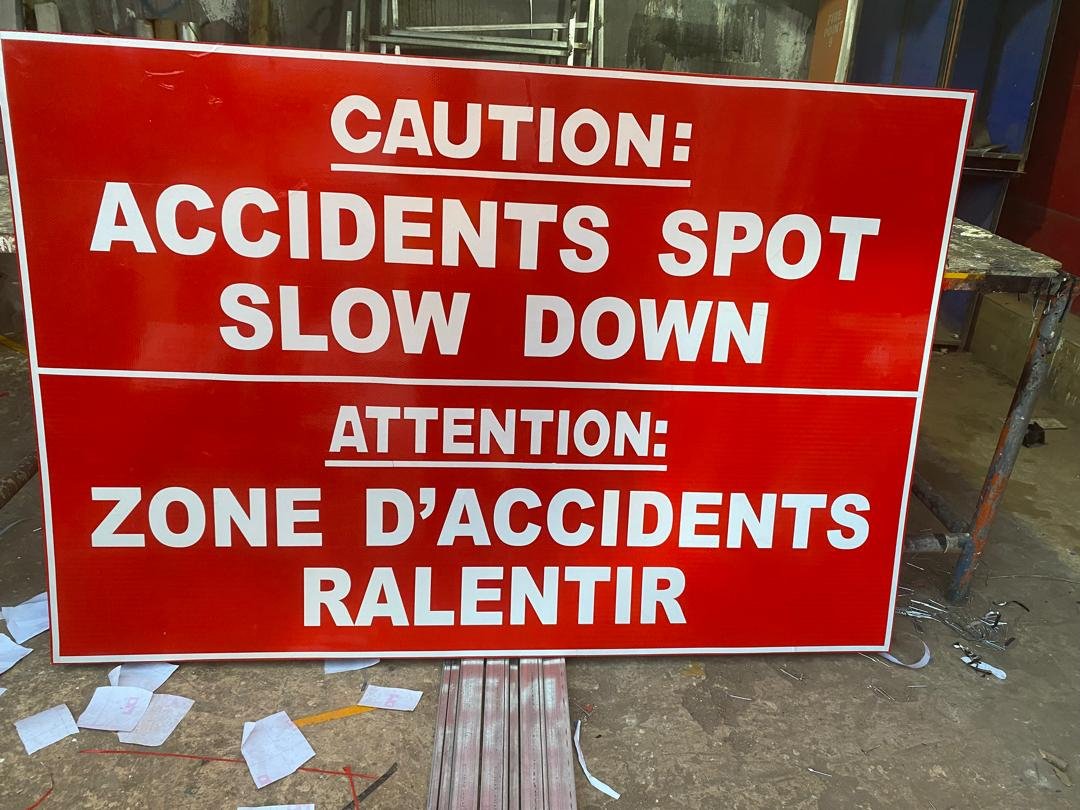 CAUTION:
ACCIDENTS SPOT
SLOW DOWN
ATTENTION:
ZONE D'ACCIDENTS
RALENTIR